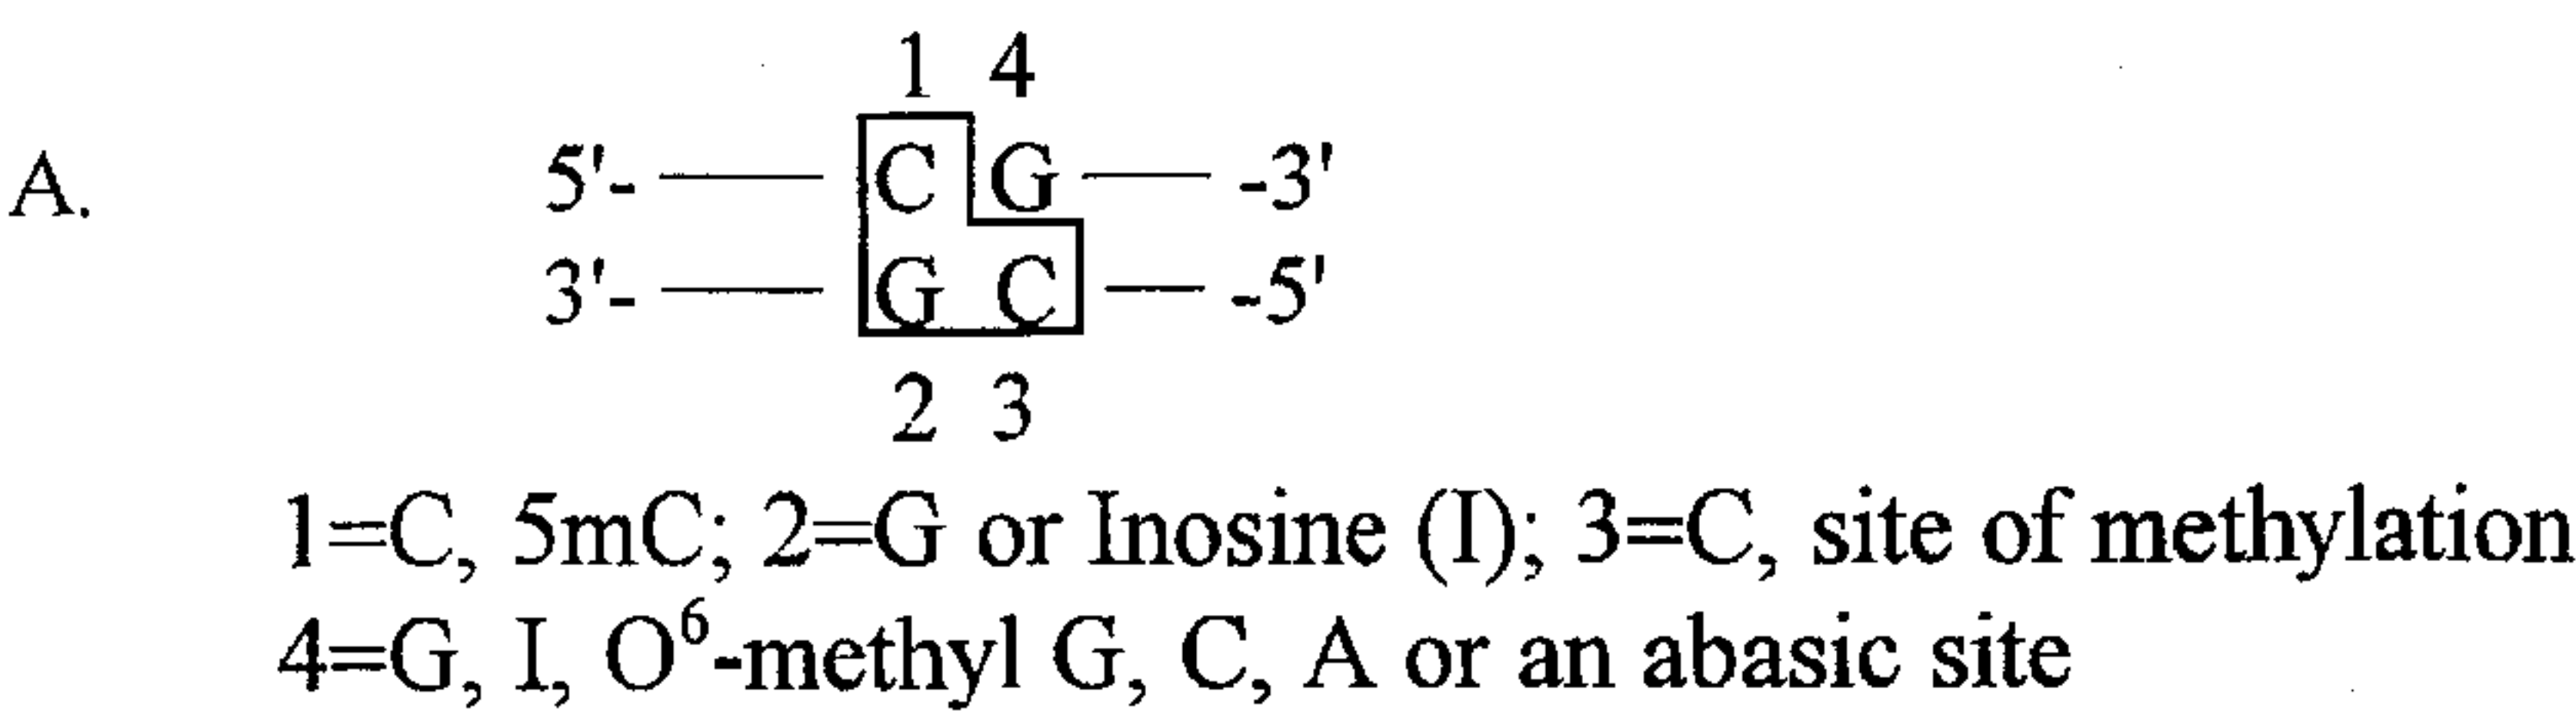 1 4
A. 5'- C G -3'
3'- G C -5'
2 3
1=C, 5mC; 2=G or Inosine (I); 3=C, site of methylation
4=G, I, O⁶-methyl G, C, A or an abasic site